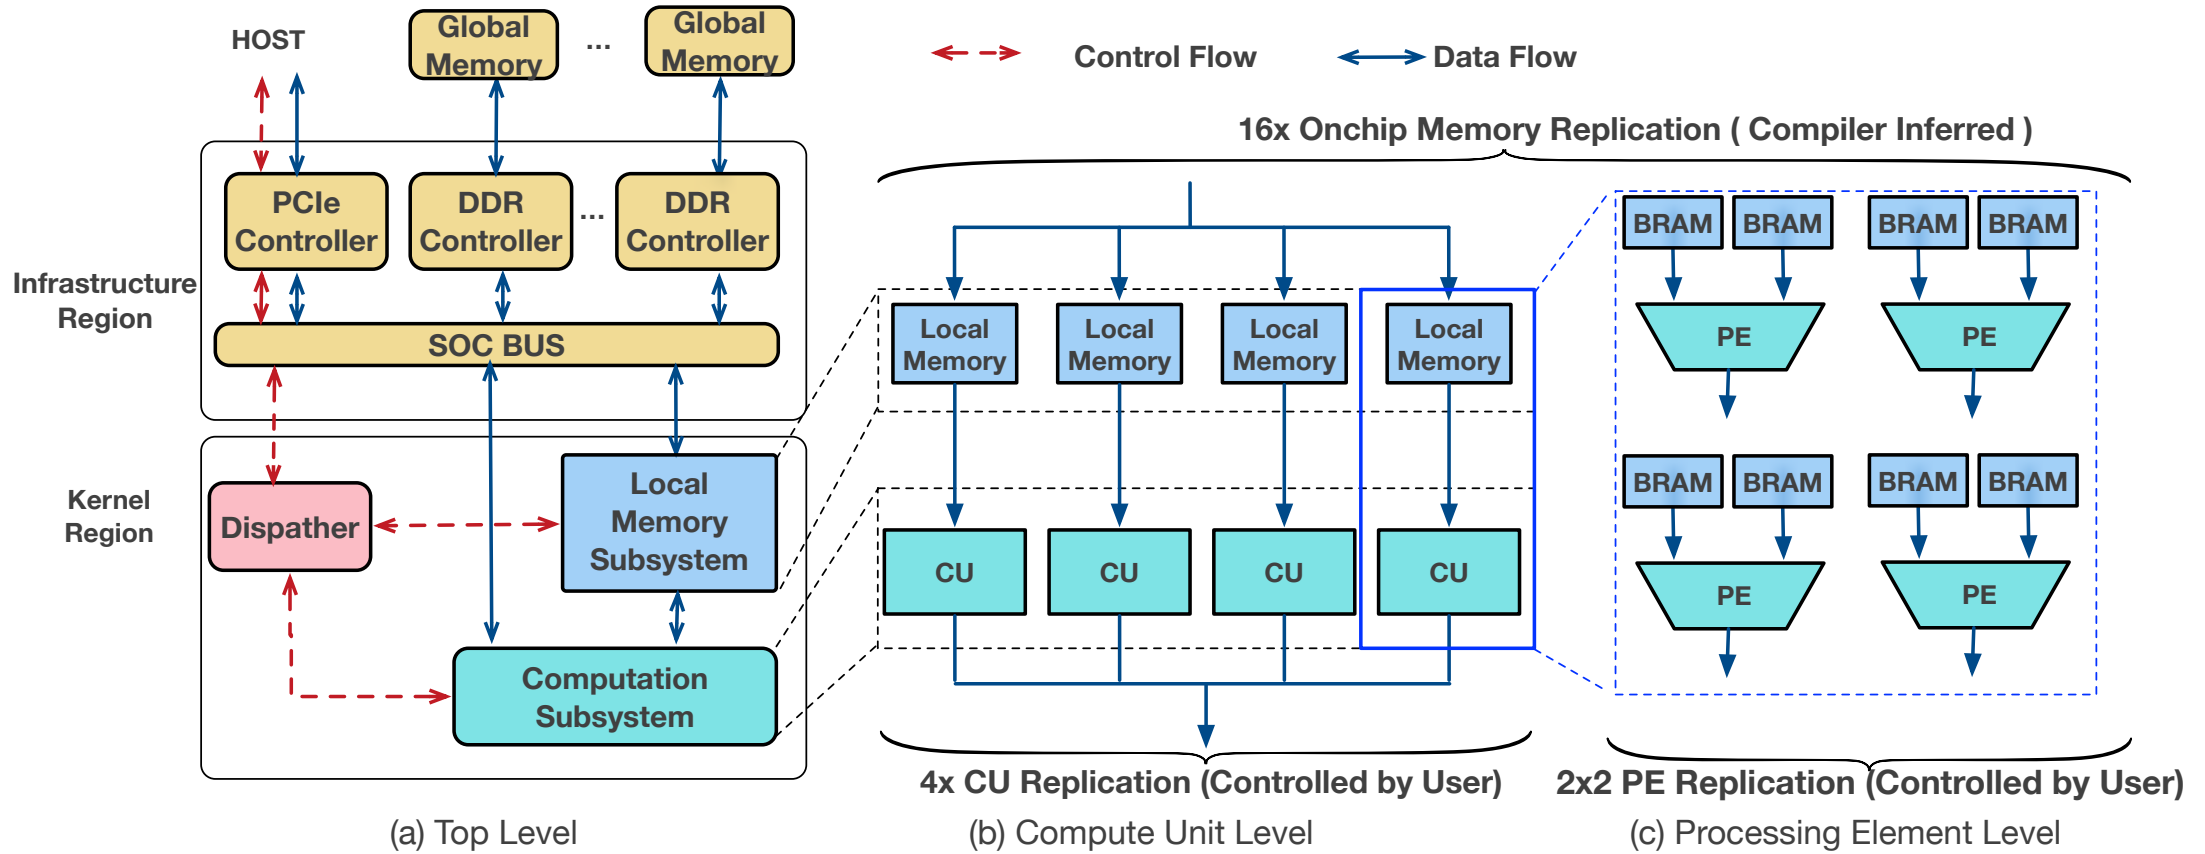 HOST
Global
Memory
...
Global
Memory
Control Flow
Data Flow
Infrastructure
Region
PCIe
Controller
DDR
Controller
...
DDR
Controller
SOC BUS
Kernel
Region
Dispather
Local
Memory
Subsystem
Computation
Subsystem
(a) Top Level
16x Onchip Memory Replication ( Compiler Inferred )
Local
Memory
Local
Memory
Local
Memory
Local
Memory
CU
CU
CU
CU
4x CU Replication (Controlled by User)
(b) Compute Unit Level
BRAM
BRAM
BRAM
BRAM
PE
PE
BRAM
BRAM
BRAM
BRAM
PE
PE
2x2 PE Replication (Controlled by User)
(c) Processing Element Level